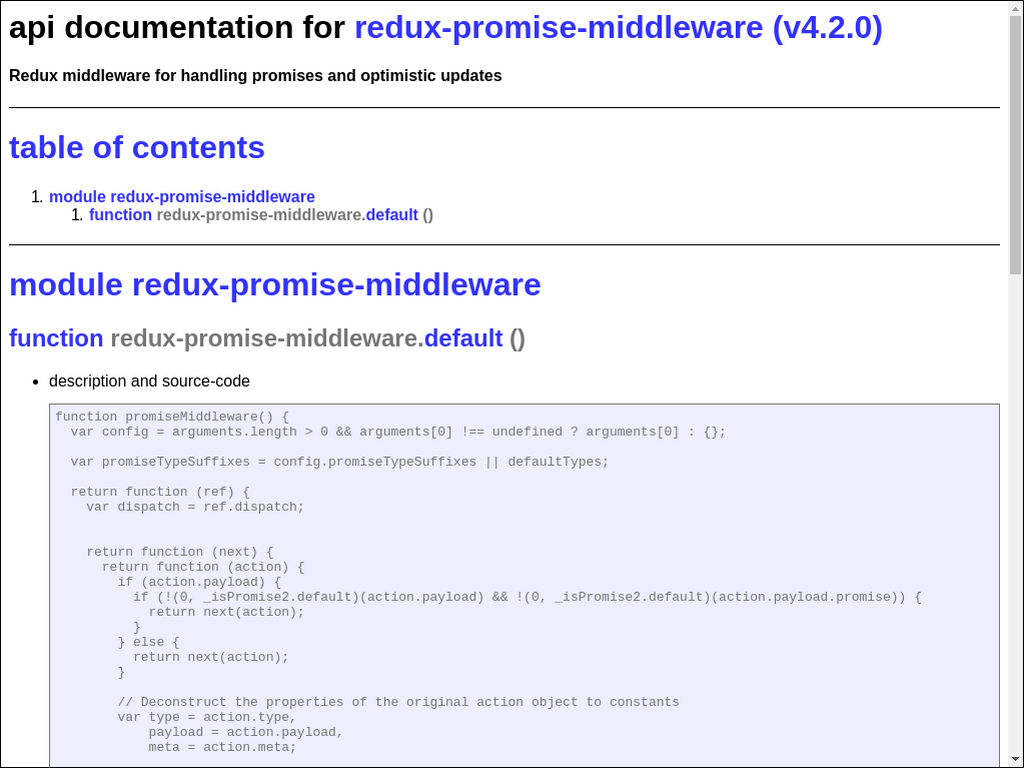 api documentation for redux-promise-middleware (v4.2.0)
Redux middleware for handling promises and optimistic updates
table of contents
1. module redux-promise-middleware
1. function redux-promise-middleware.default ()
module redux-promise-middleware
function redux-promise-middleware.default ()
• description and source-code
function promiseMiddleware() {
  var config = arguments.length > 0 && arguments[0] !== undefined ? arguments[0] : {};
  var promiseTypeSuffixes = config.promiseTypeSuffixes || defaultTypes;
  return function (ref) {
    var dispatch = ref.dispatch;
    return function (next) {
      return function (action) {
        if (action.payload) {
          if (!(0, _isPromise2.default)(action.payload) && !(0, _isPromise2.default)(action.payload.promise)) {
            return next(action);
          }
        } else {
          return next(action);
        }
        // Deconstruct the properties of the original action object to constants
        var type = action.type,
            payload = action.payload,
            meta = action.meta;